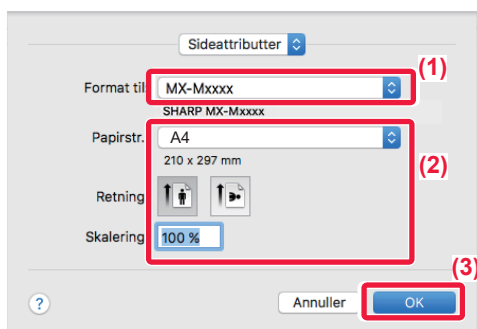 Sideattributter
(1)
Format til: MX-Mxxxx
SHARP MX-Mxxxx
Papirstr. A4
210 x 297 mm
(2)
Retning
Skalering 100 %
(3)
? Annuller OK